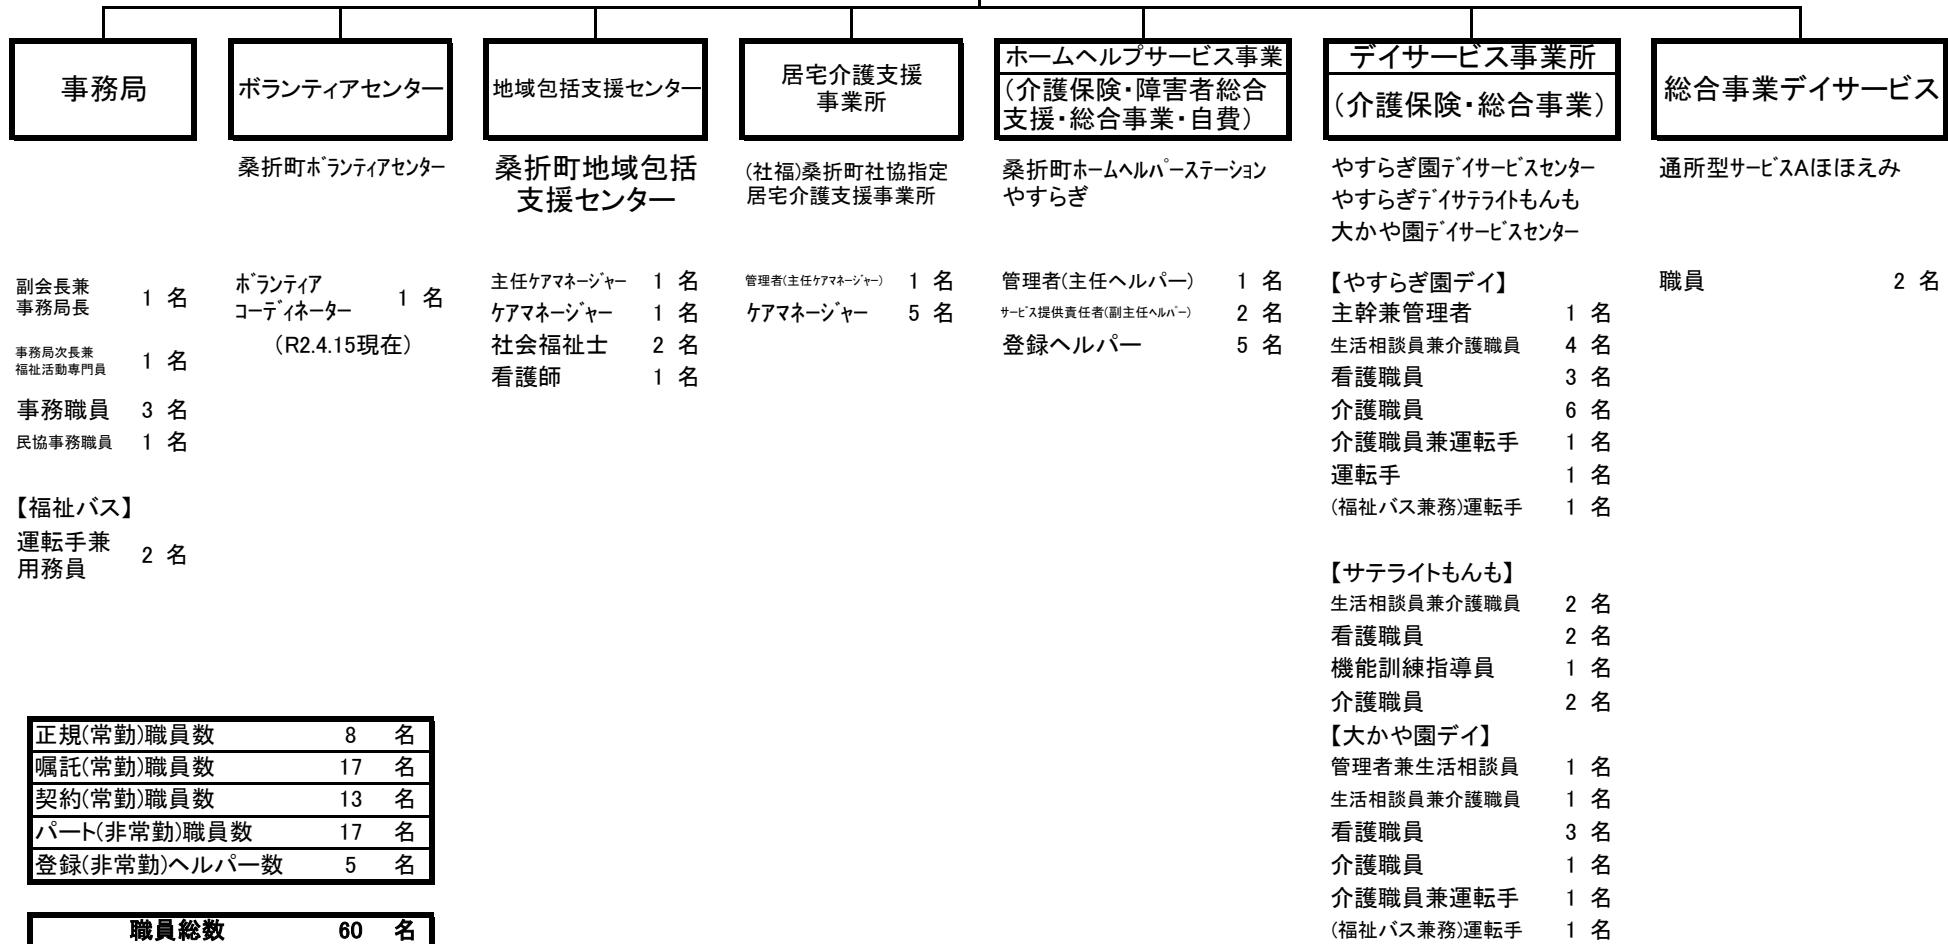 事務局
ボランティアセンター
地域包括支援センター
居宅介護支援
事業所
ホームヘルプサービス事業
(介護保険・障害者総合
支援・総合事業・自費)
デイサービス事業所
(介護保険・総合事業)
総合事業デイサービス
桑折町ﾎﾞﾗﾝﾃｨｱｾﾝﾀｰ
桑折町地域包括
支援センター
(社福)桑折町社協指定
居宅介護支援事業所
桑折町ﾎｰﾑﾍﾙﾊﾟｰｽﾃｰｼｮﾝ
やすらぎ
やすらぎ園ﾃﾞｲｻｰﾋﾞｽｾﾝﾀｰ
やすらぎﾃﾞｲｻﾃﾗｲﾄもんも
大かや園ﾃﾞｲｻｰﾋﾞｽｾﾝﾀｰ
通所型ｻｰﾋﾞｽAほほえみ
副会長兼
事務局長 1 名
事務局次長兼
福祉活動専門員 1 名
事務職員 3 名
民協事務職員 1 名
【福祉バス】
運転手兼
用務員 2 名
ﾎﾞﾗﾝﾃｨｱ
ｺｰﾃﾞｨﾈｰﾀｰ 1 名
(R2.4.15現在)
主任ｹｱﾏﾈｰｼﾞｬｰ 1 名
ｹｱﾏﾈｰｼﾞｬｰ 1 名
社会福祉士 2 名
看護師 1 名
管理者(主任ｹｱﾏﾈｰｼﾞｬｰ) 1 名
ｹｱﾏﾈｰｼﾞｬｰ 5 名
管理者(主任ヘルパー) 1 名
ｻｰﾋﾞｽ提供責任者(副主任ﾍﾙﾊﾟｰ) 2 名
登録ヘルパー 5 名
【やすらぎ園デイ】
主幹兼管理者 1 名
生活相談員兼介護職員 4 名
看護職員 3 名
介護職員 6 名
介護職員兼運転手 1 名
運転手 1 名
(福祉バス兼務)運転手 1 名
【サテライトもんも】
生活相談員兼介護職員 2 名
看護職員 2 名
機能訓練指導員 1 名
介護職員 2 名
【大かや園デイ】
管理者兼生活相談員 1 名
生活相談員兼介護職員 1 名
看護職員 3 名
介護職員 1 名
介護職員兼運転手 1 名
(福祉バス兼務)運転手 1 名
職員 2 名
正規(常勤)職員数 8 名
嘱託(常勤)職員数 17 名
契約(常勤)職員数 13 名
パート(非常勤)職員数 17 名
登録(非常勤)ヘルパー数 5 名
職員総数 60 名